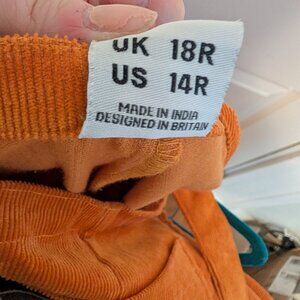 UK 18R
US 14R
MADE IN INDIA
DESIGNED IN BRITAIN